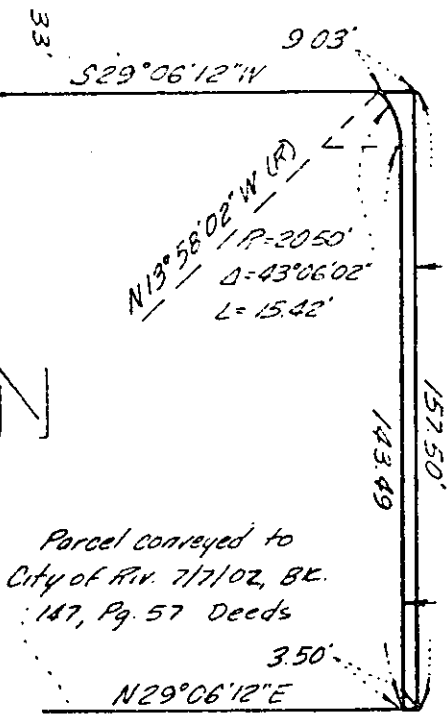 33'
9.03'
S29°06'12"W
N13°58'02"W (R)
R=20.50'
Δ=43°06'02"
L=15.42'
157.50'
143.49
N
Parcel conveyed to
City of Riv. 7/7/02, BK.
147, Pg. 57 Deeds
3.50'
N29°06'12"E